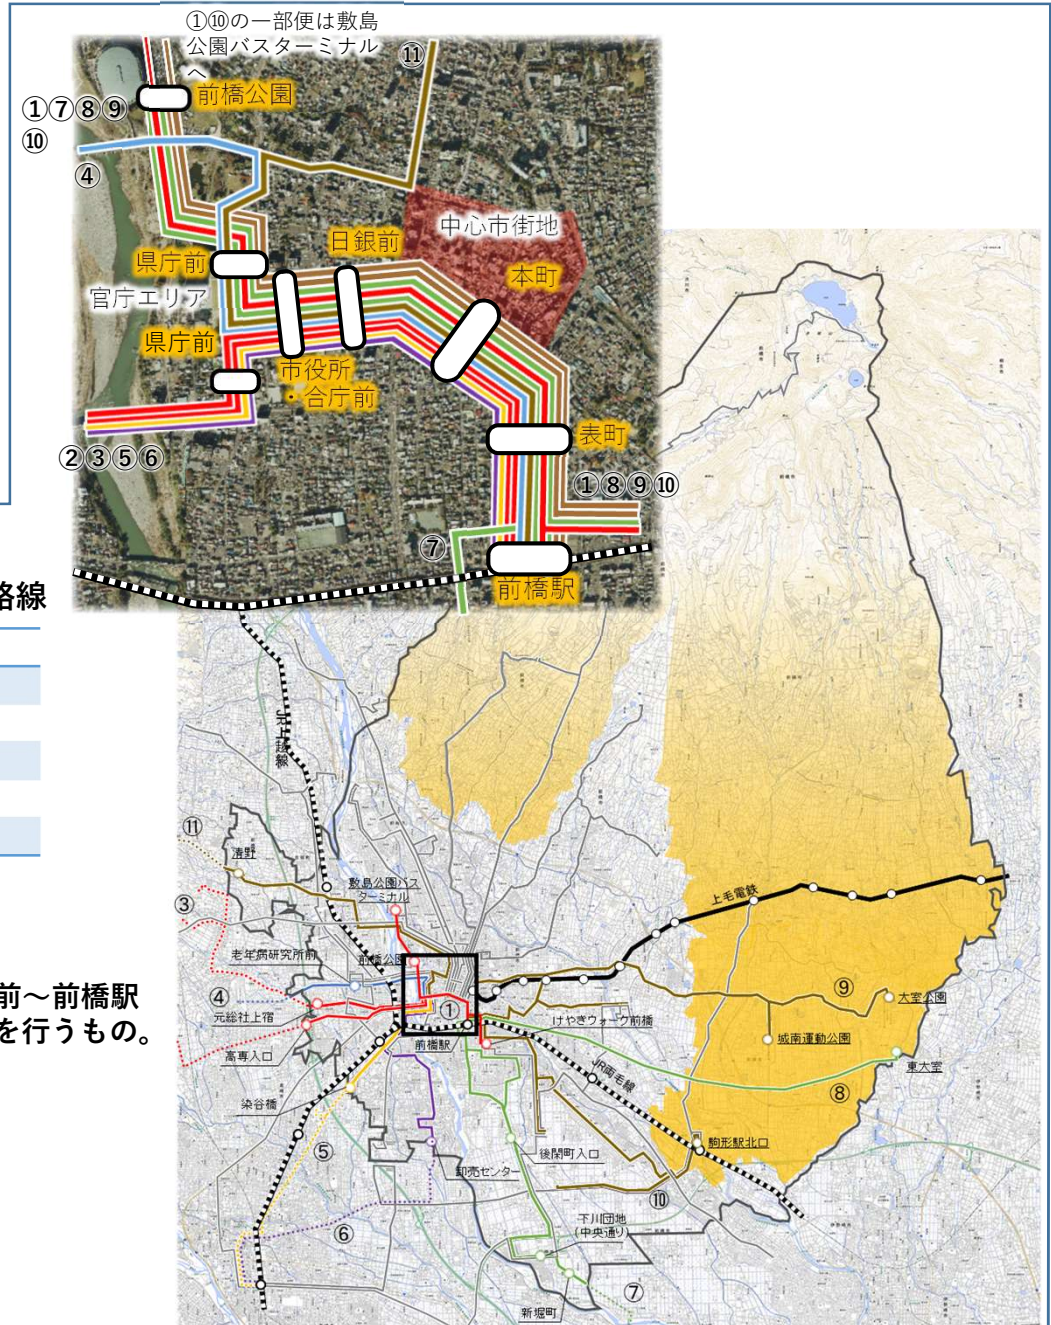 ①⑩の一部便は敷島
公園バスターミナル
へ
⑪
前橋公園
①⑦⑧⑨
⑩
④
中心市街地
日銀前
本町
県庁前
官庁エリア
県庁前
市役所
・合庁前
表町
②③⑤⑥
①⑧⑨⑩
⑦
前橋駅
路線
JR上越線
⑪
清野
敷島公園バス
ターミナル
③
上毛電鉄
老年病研究所前
前橋公園
④
元総社上宿
①
⑨
大室公園
けやきウォーク前橋
前～前橋駅
を行うもの。
高専入口
前橋駅
城南運動公園
東大室
JR両毛線
⑧
染谷橋
⑤
卸売センター
後閑町入口
駒形駅北口
⑩
⑥
下川団地
(中央通り)
⑦
新堀町